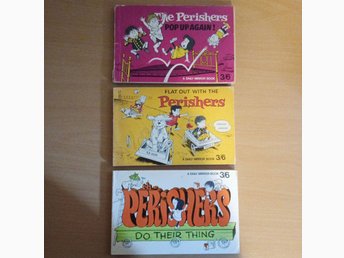 The Perishers
POP UP AGAIN!
A DAILY MIRROR BOOK 3/6
FLAT OUT WITH THE
Perishers
A DAILY MIRROR BOOK 3/6
A DAILY MIRROR BOOK 3/6
the
PERISHERS
DO THEIR THING